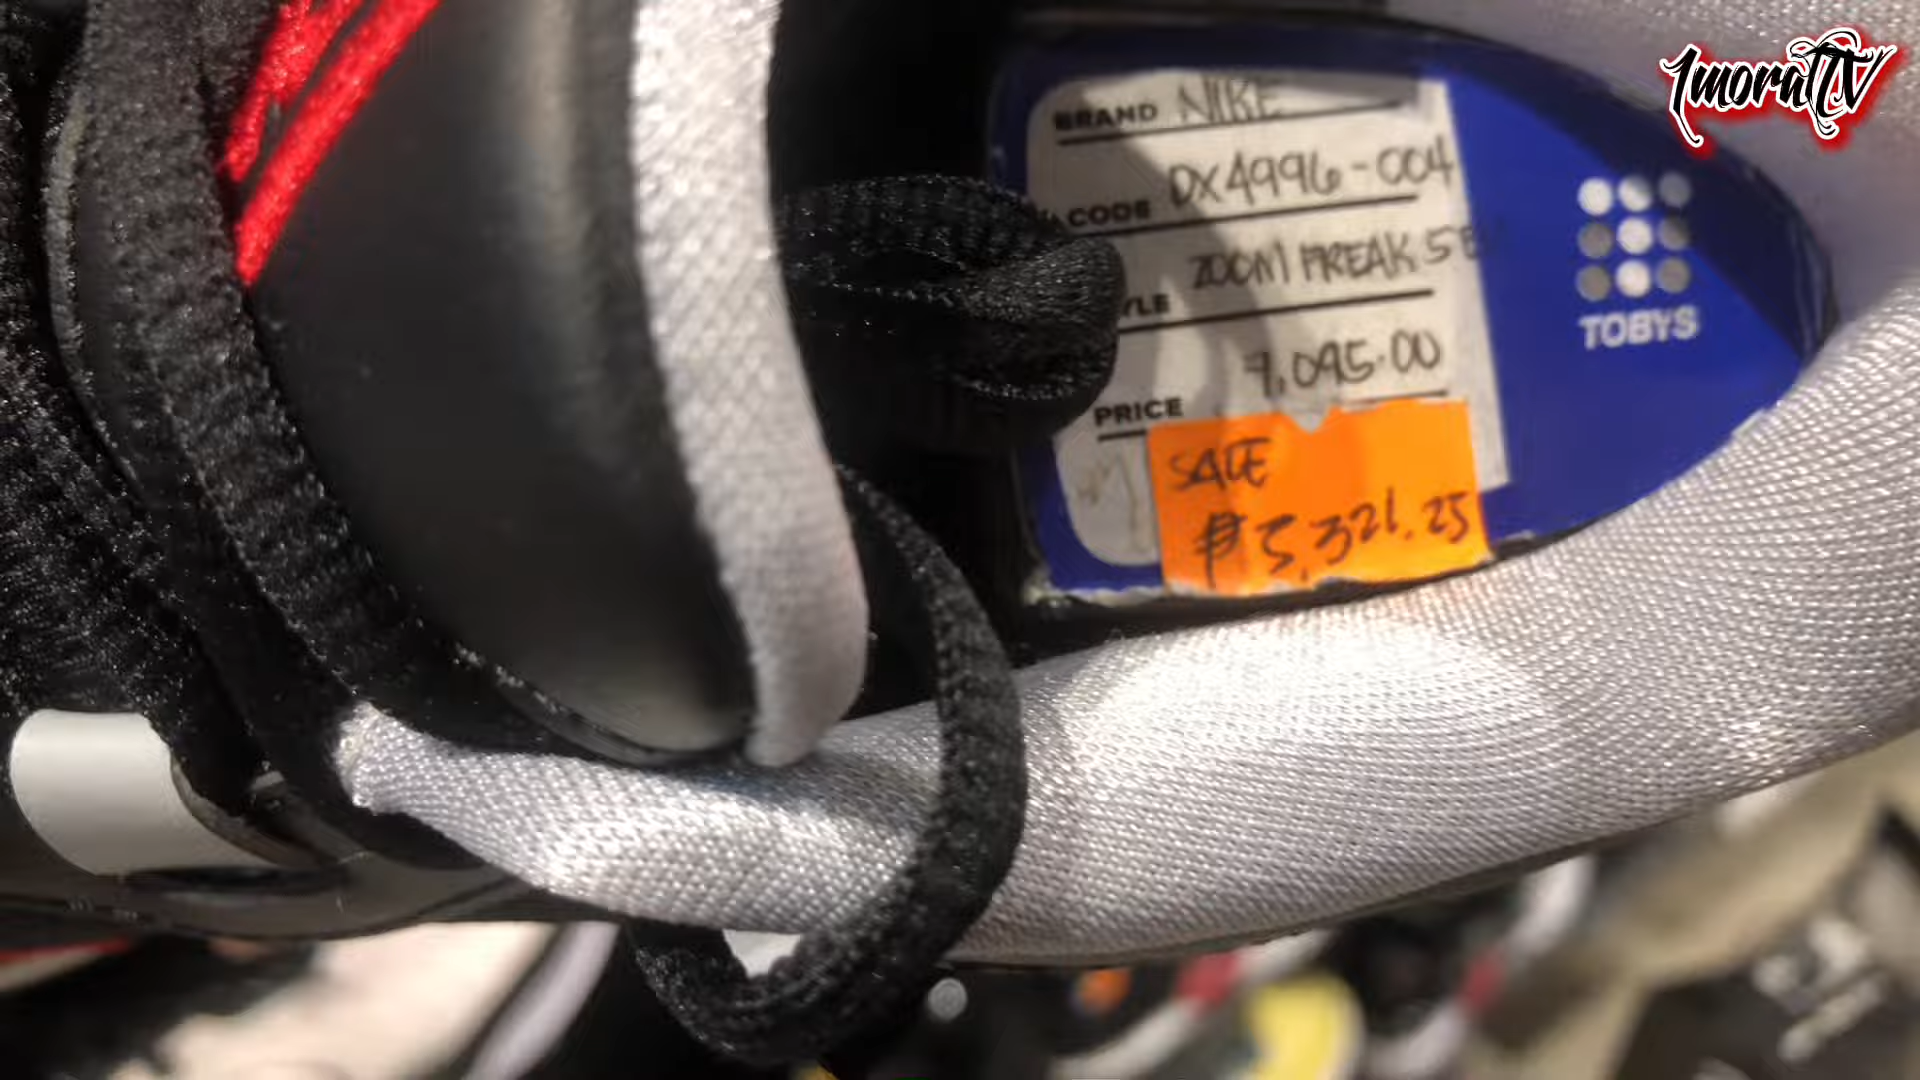 1moralTV
BRAND NIKE
CODE DX4996-004
ZOOM FREAK 5 E
7,095.00
PRICE
SALE
₱5,321.25
TOBYS